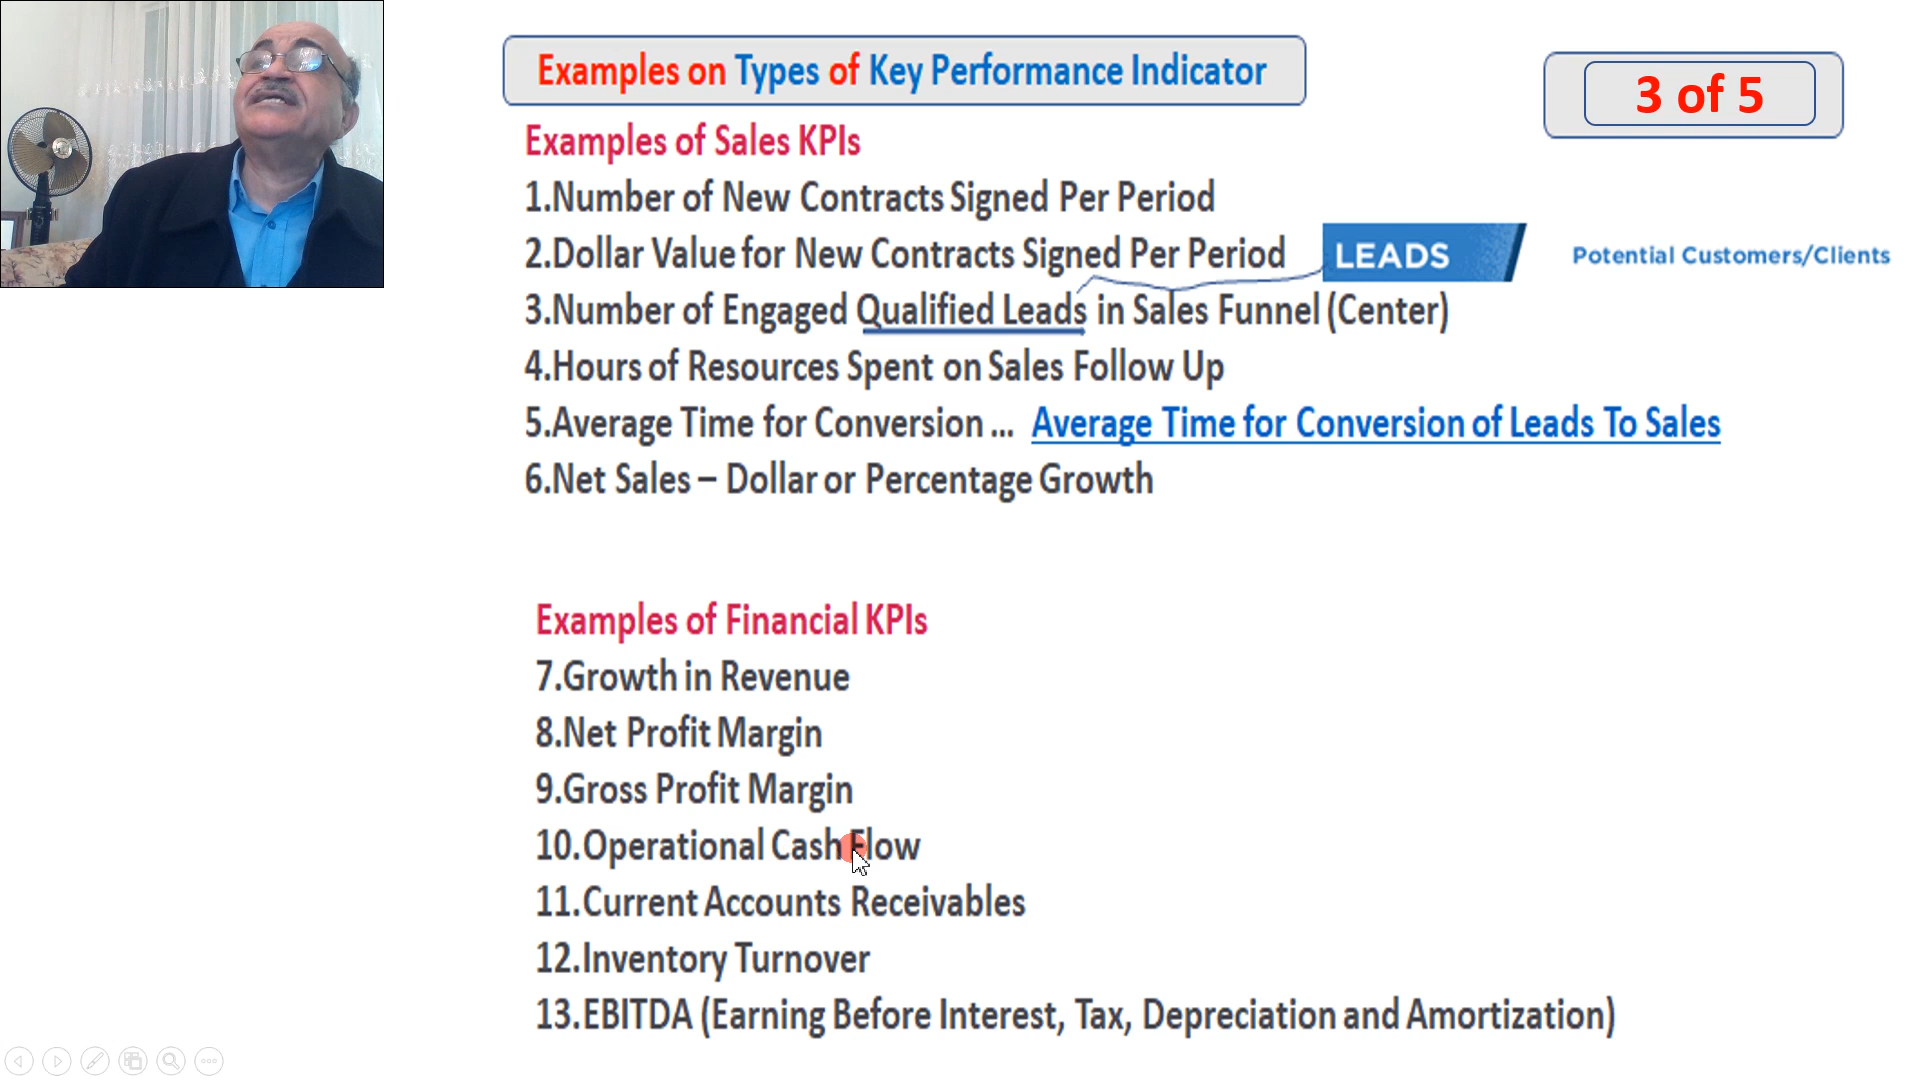 Examples on Types of Key Performance Indicator
3 of 5
Examples of Sales KPIs
1.Number of New Contracts Signed Per Period
2.Dollar Value for New Contracts Signed Per Period
LEADS
Potential Customers/Clients
3.Number of Engaged Qualified Leads in Sales Funnel (Center)
4.Hours of Resources Spent on Sales Follow Up
5.Average Time for Conversion ... Average Time for Conversion of Leads To Sales
6.Net Sales – Dollar or Percentage Growth
Examples of Financial KPIs
7.Growth in Revenue
8.Net Profit Margin
9.Gross Profit Margin
10.Operational Cash Flow
11.Current Accounts Receivables
12.Inventory Turnover
13.EBITDA (Earning Before Interest, Tax, Depreciation and Amortization)